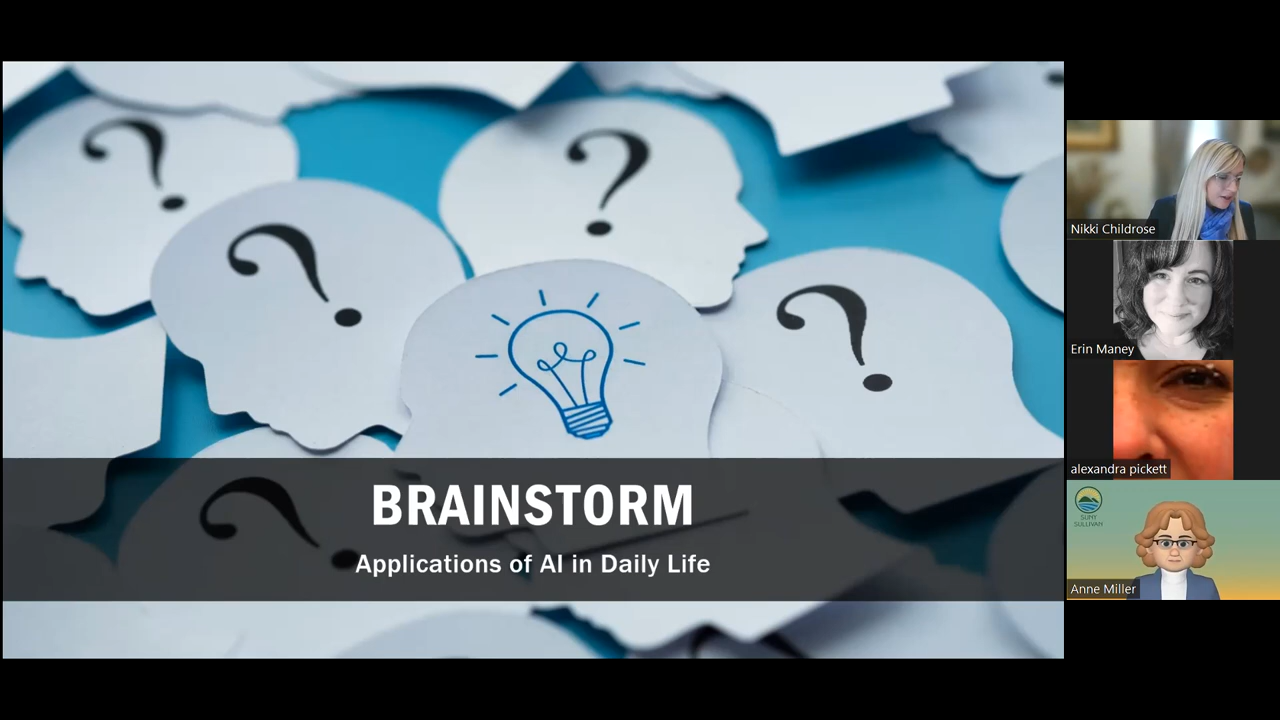 ?
?
?
?
?
BRAINSTORM
Applications of AI in Daily Life
Nikki Childrose
Erin Maney
alexandra pickett
SUNY
SULLIVAN
Anne Miller